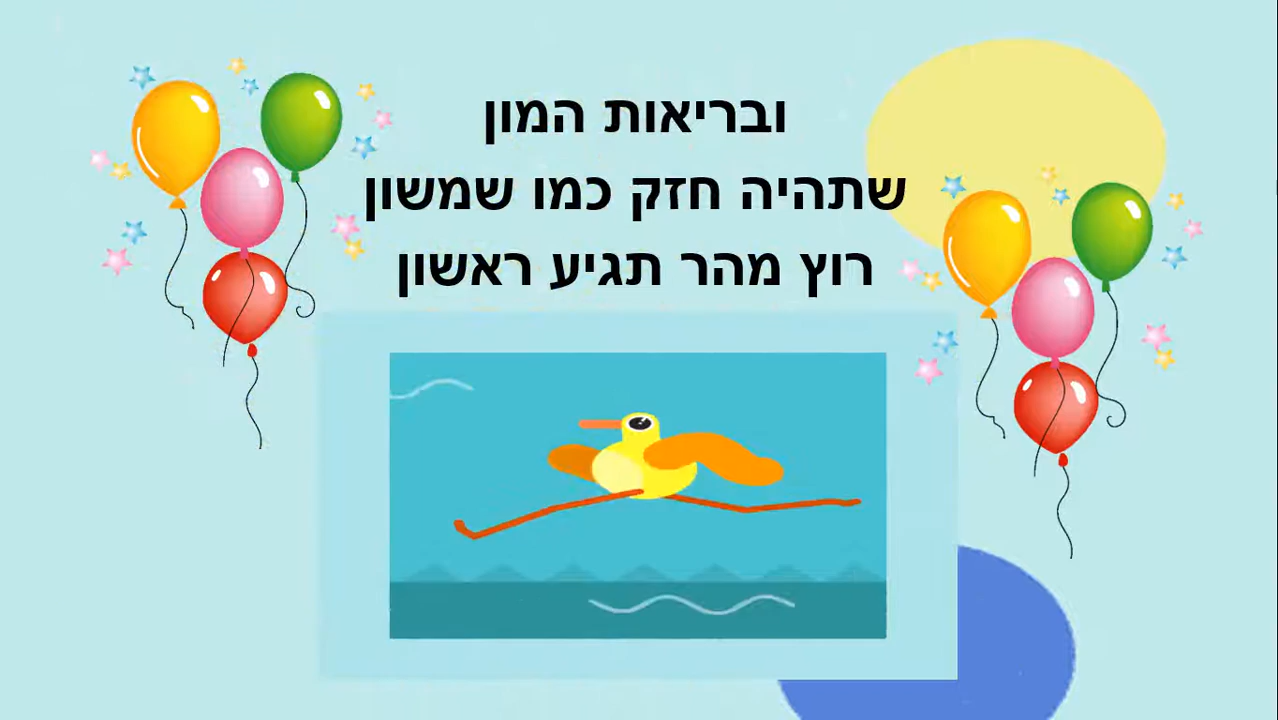 ובריאות המון
שתהיה חזק כמו שמשון
רוץ מהר תגיע ראשון